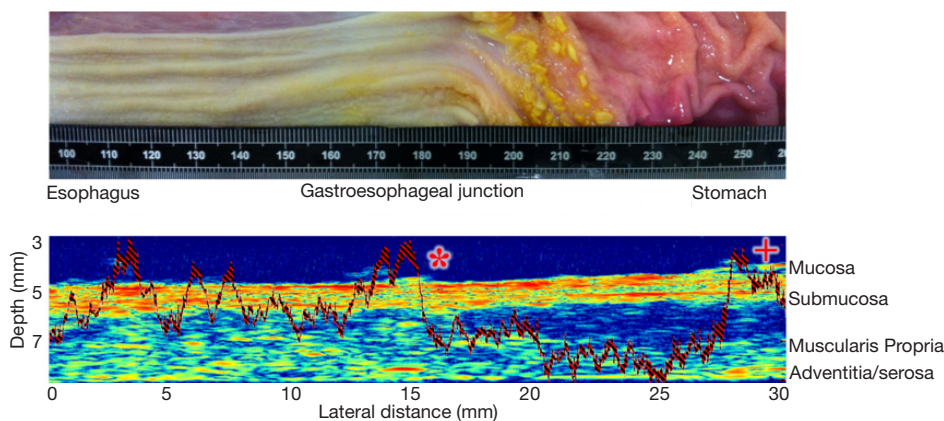 100 110 120 130 140 150 160 170 180 190 200 210 220 230 240 250
Esophagus Gastroesophageal junction Stomach
3
5
7
Depth (mm)
Mucosa
Submucosa
Muscularis Propria
Adventitia/serosa
0 5 10 15 20 25 30
Lateral distance (mm)